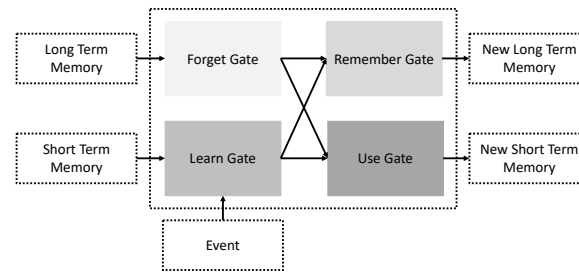 Long Term
Memory
Forget Gate
Remember Gate
New Long Term
Memory
Short Term
Memory
Learn Gate
Use Gate
New Short Term
Memory
Event